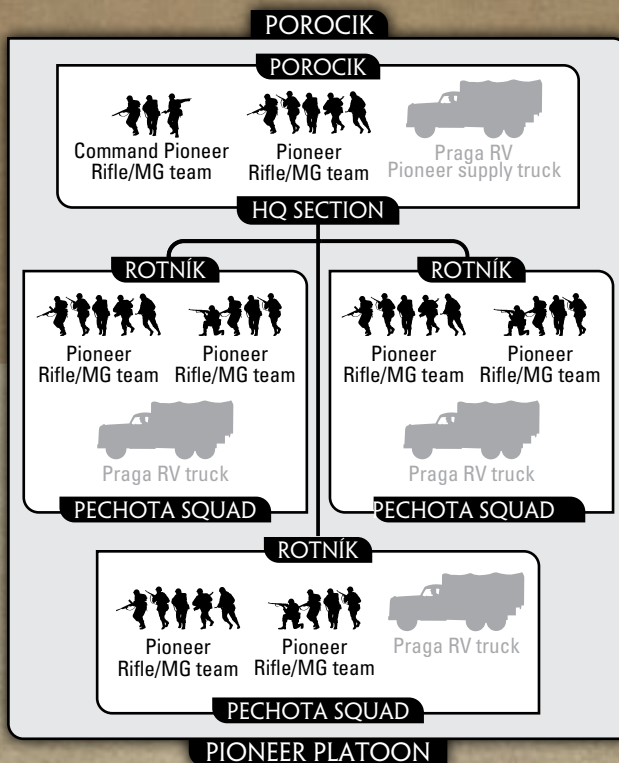 POROCIK
POROCIK
Command Pioneer
Rifle/MG team
Pioneer
Rifle/MG team
Praga RV
Pioneer supply truck
HQ SECTION
ROTNÍK
Pioneer
Rifle/MG team
Pioneer
Rifle/MG team
Praga RV truck
PECHOTA SQUAD
ROTNÍK
Pioneer
Rifle/MG team
Pioneer
Rifle/MG team
Praga RV truck
PECHOTA SQUAD
ROTNÍK
Pioneer
Rifle/MG team
Pioneer
Rifle/MG team
Praga RV truck
PECHOTA SQUAD
PIONEER PLATOON